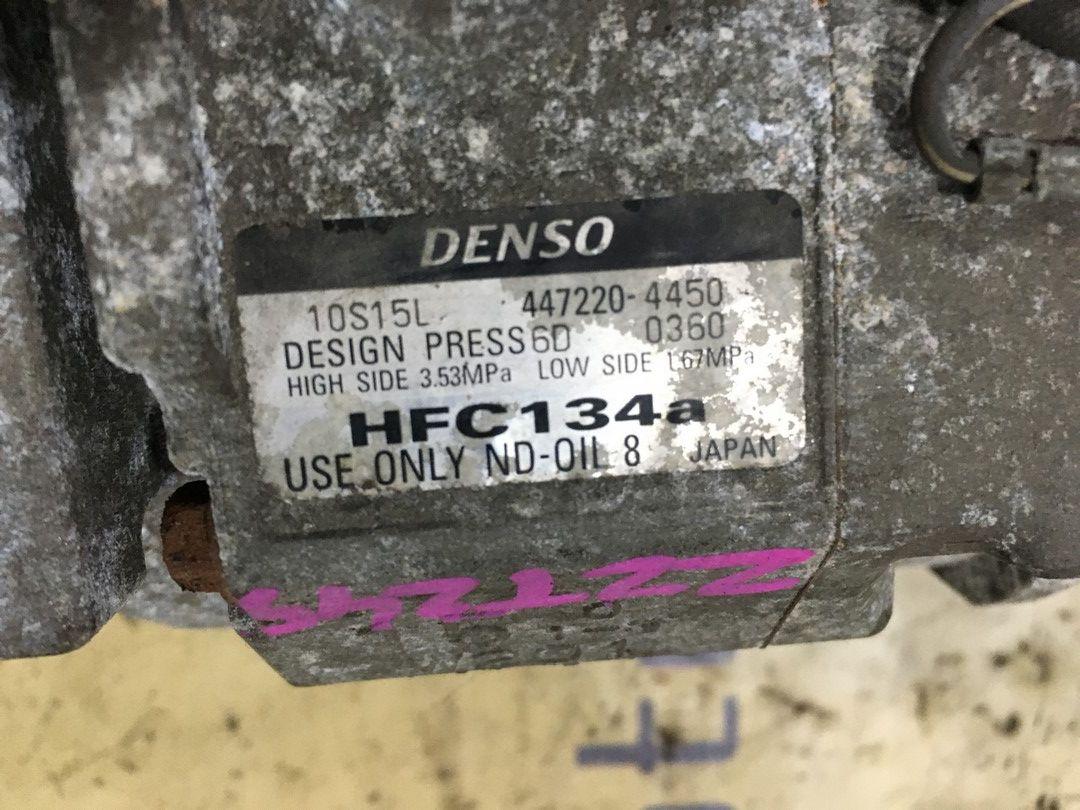 DENSO
10S15L 447220-4450
DESIGN PRESS 6D 0360
HIGH SIDE 3.53MPa LOW SIDE 1.67MPa
HFC134a
USE ONLY ND-OIL 8 JAPAN